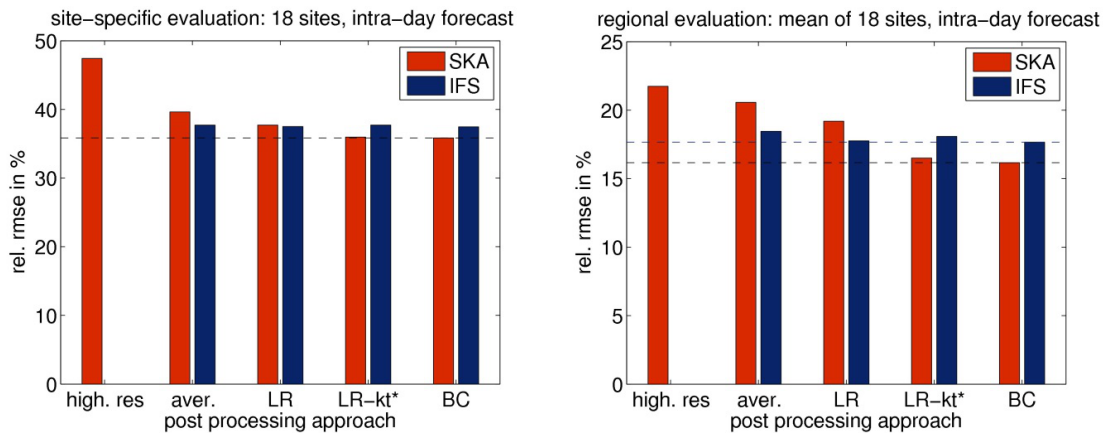 site-specific evaluation: 18 sites, intra-day forecast
rel. rmse in %
50
40
30
20
10
0
SKA
IFS
high. res aver. LR LR-kt* BC
post processing approach
regional evaluation: mean of 18 sites, intra-day forecast
rel. rmse in %
25
20
15
10
5
0
SKA
IFS
high. res aver. LR LR-kt* BC
post processing approach